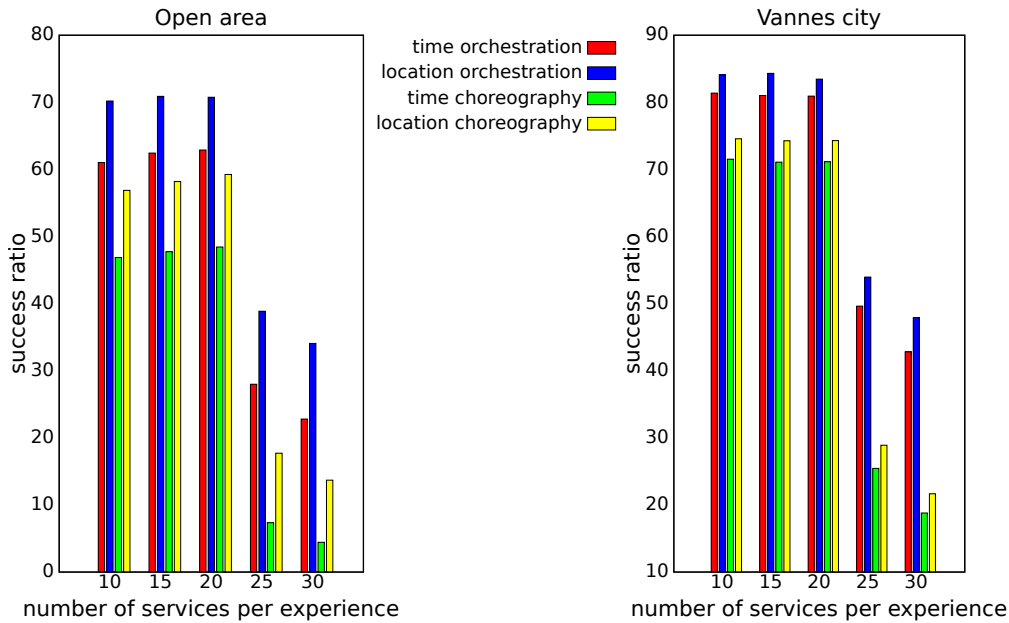 Open area
80
70
60
50
40
30
20
10
0
success ratio
10 15 20 25 30
number of services per experience
time orchestration
location orchestration
time choreography
location choreography
Vannes city
90
80
70
60
50
40
30
20
10
success ratio
10 15 20 25 30
number of services per experience